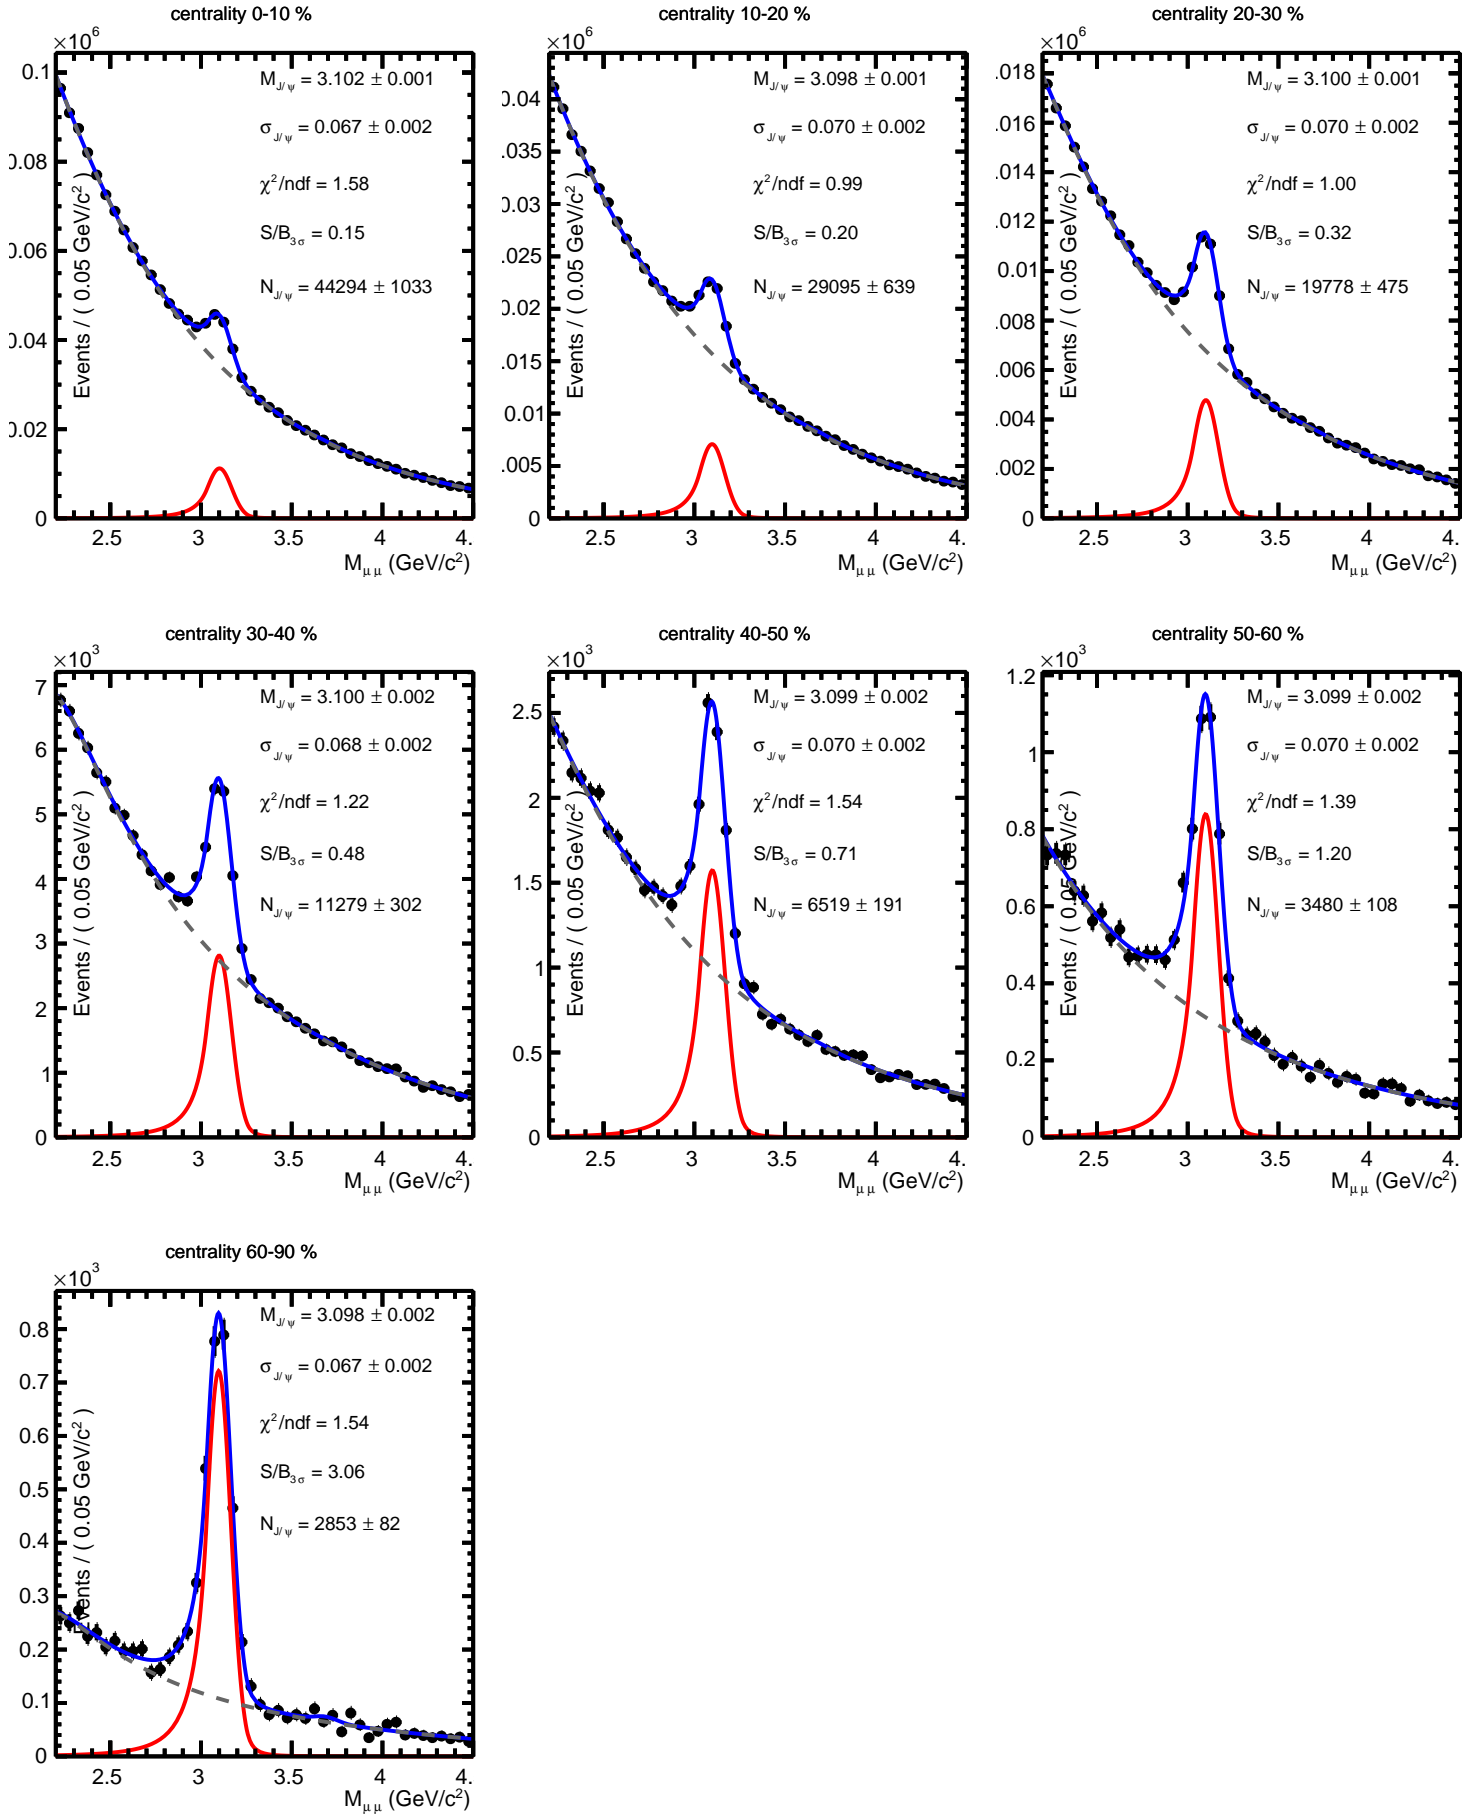 centrality 0-10 %
×10⁶
M_J/ψ = 3.102 ± 0.001
σ_J/ψ = 0.067 ± 0.002
χ²/ndf = 1.58
S/B_3σ = 0.15
N_J/ψ = 44294 ± 1033
Events / ( 0.05 GeV/c² )
0.1
0.08
0.06
0.04
0.02
0
2.5 3 3.5 4 4.
M_μμ (GeV/c²)
centrality 10-20 %
×10⁶
M_J/ψ = 3.098 ± 0.001
σ_J/ψ = 0.070 ± 0.002
χ²/ndf = 0.99
S/B_3σ = 0.20
N_J/ψ = 29095 ± 639
Events / ( 0.05 GeV/c² )
0.04
.035
0.03
.025
0.02
.015
0.01
.005
0
2.5 3 3.5 4 4.
M_μμ (GeV/c²)
centrality 20-30 %
×10⁶
M_J/ψ = 3.100 ± 0.001
σ_J/ψ = 0.070 ± 0.002
χ²/ndf = 1.00
S/B_3σ = 0.32
N_J/ψ = 19778 ± 475
Events / ( 0.05 GeV/c² )
.018
.016
.014
.012
0.01
.008
.006
.004
.002
0
2.5 3 3.5 4 4.
M_μμ (GeV/c²)
centrality 30-40 %
×10³
M_J/ψ = 3.100 ± 0.002
σ_J/ψ = 0.068 ± 0.002
χ²/ndf = 1.22
S/B_3σ = 0.48
N_J/ψ = 11279 ± 302
Events / ( 0.05 GeV/c² )
7
6
5
4
3
2
1
0
2.5 3 3.5 4 4.
M_μμ (GeV/c²)
centrality 40-50 %
×10³
M_J/ψ = 3.099 ± 0.002
σ_J/ψ = 0.070 ± 0.002
χ²/ndf = 1.54
S/B_3σ = 0.71
N_J/ψ = 6519 ± 191
Events / ( 0.05 GeV/c² )
2.5
2
1.5
1
0.5
0
2.5 3 3.5 4 4.
M_μμ (GeV/c²)
centrality 50-60 %
×10³
M_J/ψ = 3.099 ± 0.002
σ_J/ψ = 0.070 ± 0.002
χ²/ndf = 1.39
S/B_3σ = 1.20
N_J/ψ = 3480 ± 108
Events / ( 0.05 GeV/c² )
1.2
1
0.8
0.6
0.4
0.2
0
2.5 3 3.5 4 4.
M_μμ (GeV/c²)
centrality 60-90 %
×10³
M_J/ψ = 3.098 ± 0.002
σ_J/ψ = 0.067 ± 0.002
χ²/ndf = 1.54
S/B_3σ = 3.06
N_J/ψ = 2853 ± 82
Events / ( 0.05 GeV/c² )
0.8
0.7
0.6
0.5
0.4
0.3
0.2
0.1
0
2.5 3 3.5 4 4.
M_μμ (GeV/c²)